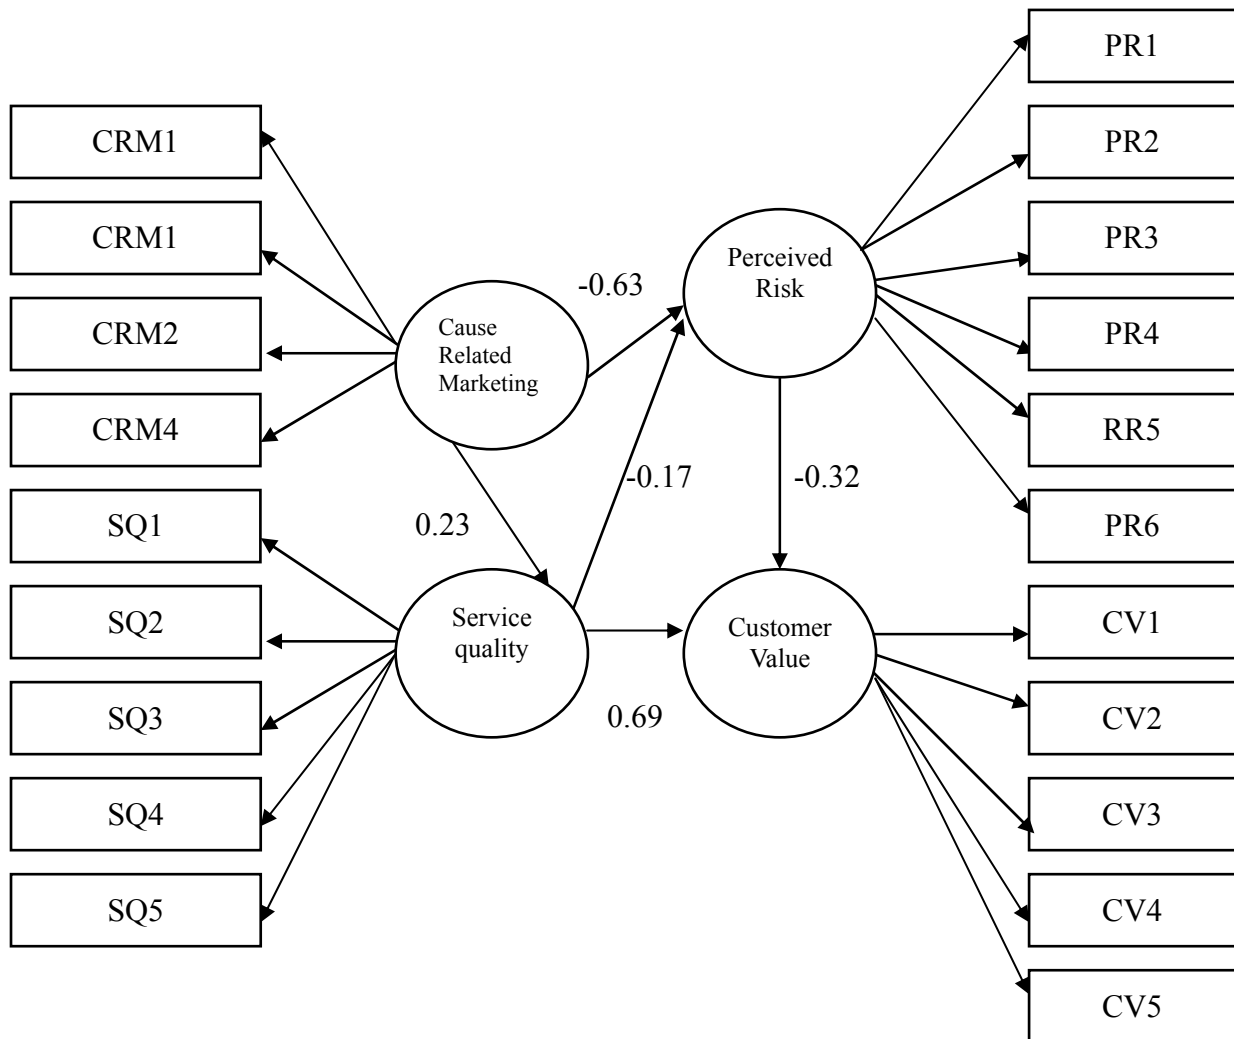 CRM1
CRM1
CRM2
CRM4
SQ1
SQ2
SQ3
SQ4
SQ5
Cause
Related
Marketing
Service
quality
-0.63
-0.17
0.23
0.69
-0.32
Perceived
Risk
Customer
Value
PR1
PR2
PR3
PR4
RR5
PR6
CV1
CV2
CV3
CV4
CV5